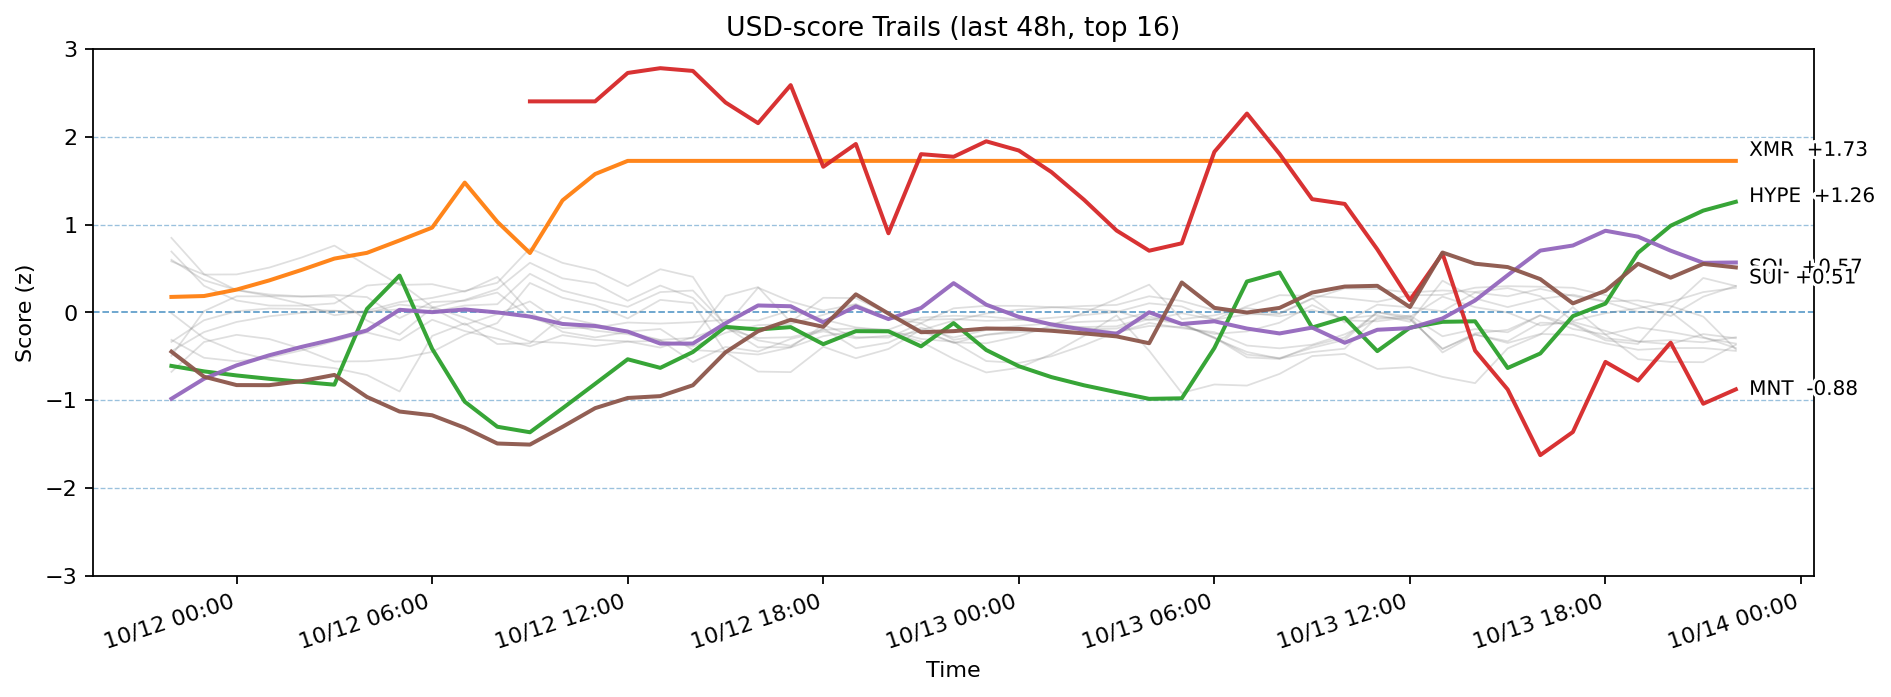 USD-score Trails (last 48h, top 16)
Score (z)
3
2
1
0
−1
−2
−3
XMR +1.73
HYPE +1.26
SOL +0.57
SUI +0.51
MNT -0.88
10/12 00:00
10/12 06:00
10/12 12:00
10/12 18:00
10/13 00:00
10/13 06:00
10/13 12:00
10/13 18:00
10/14 00:00
Time